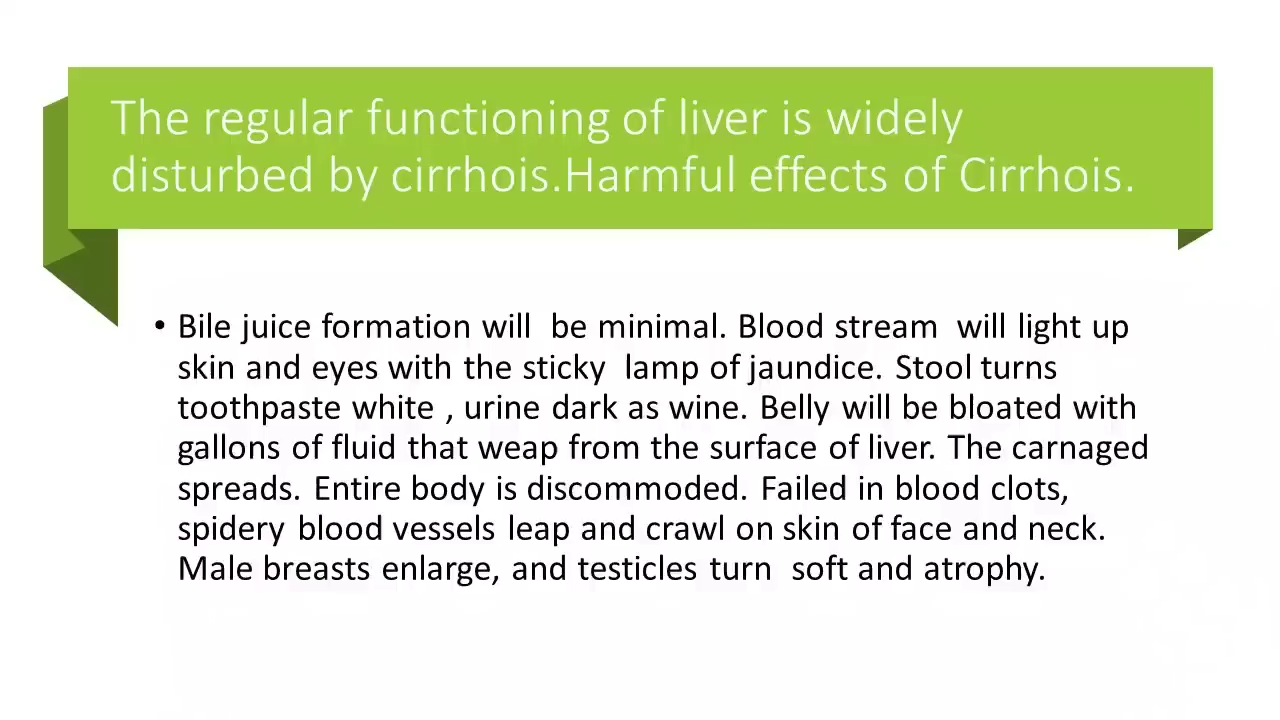 The regular functioning of liver is widely
disturbed by cirrhois.Harmful effects of Cirrhois.
• Bile juice formation will  be minimal. Blood stream  will light up
skin and eyes with the sticky  lamp of jaundice. Stool turns
toothpaste white , urine dark as wine. Belly will be bloated with
gallons of fluid that weap from the surface of liver. The carnaged
spreads. Entire body is discommoded. Failed in blood clots,
spidery blood vessels leap and crawl on skin of face and neck.
Male breasts enlarge, and testicles turn  soft and atrophy.